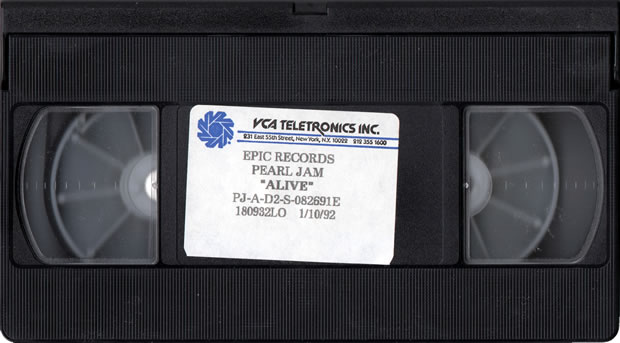 VCA TELETRONICS INC.
231 East 55th Street, New York, N.Y. 10022 212 355 1600
EPIC RECORDS
PEARL JAM
"ALIVE"
PJ-A-D2-S-082691E
180932LO 1/10/92